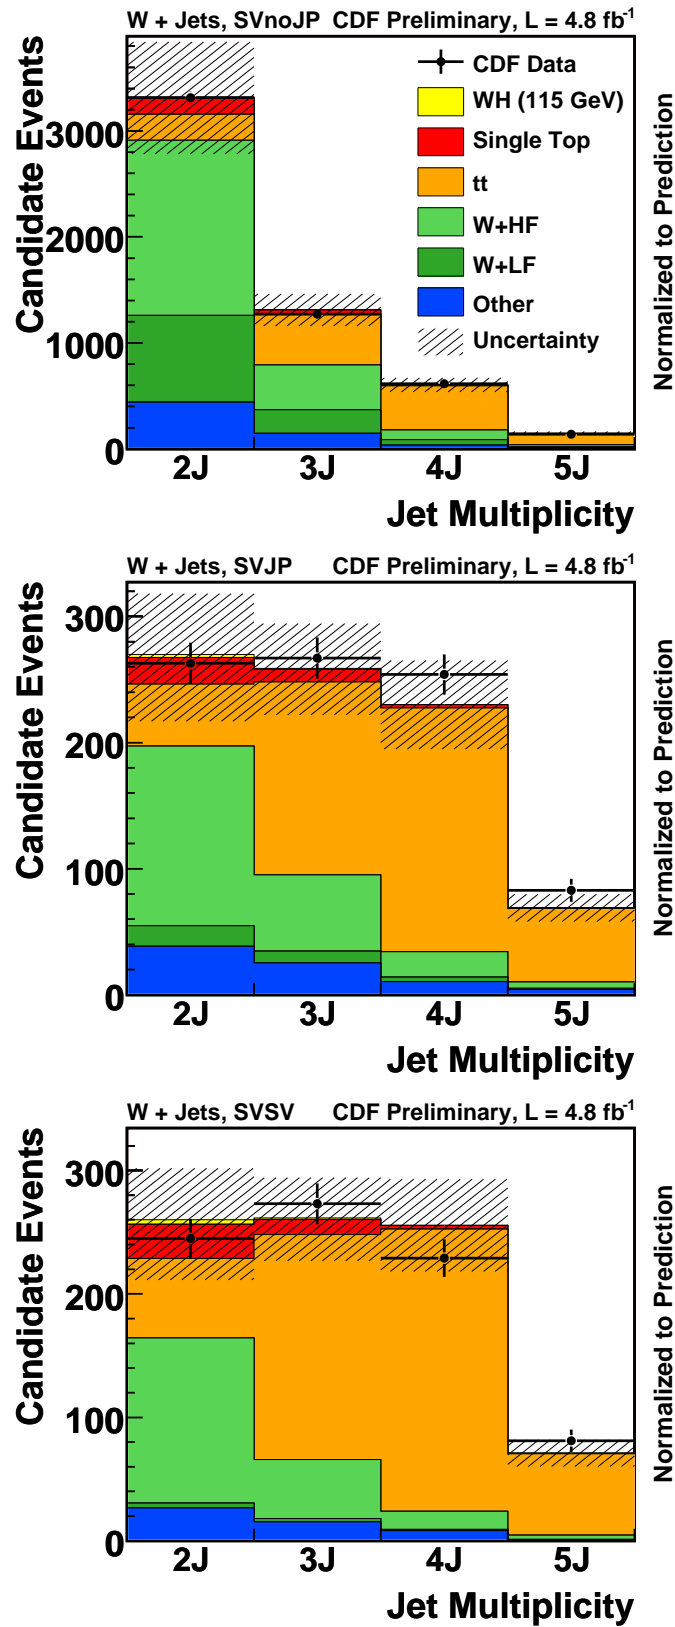 W + Jets, SVnoJP CDF Preliminary, L = 4.8 fb-1
Candidate Events
3000
2000
1000
0
CDF Data
WH (115 GeV)
Single Top
tt
W+HF
W+LF
Other
Uncertainty
Normalized to Prediction
2J 3J 4J 5J
Jet Multiplicity
W + Jets, SVJP CDF Preliminary, L = 4.8 fb-1
Candidate Events
300
200
100
0
Normalized to Prediction
2J 3J 4J 5J
Jet Multiplicity
W + Jets, SVSV CDF Preliminary, L = 4.8 fb-1
Candidate Events
300
200
100
0
Normalized to Prediction
2J 3J 4J 5J
Jet Multiplicity